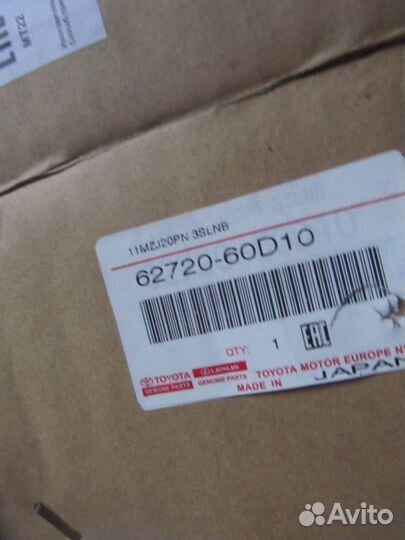 M122
11MZJ20PN 3SLNB
62720-60D10
QTY: 1 EAC
TOYOTA GENUINE PARTS LEXUS GENUINE PARTS TOYOTA MOTOR EUROPE
MADE IN JAPAN
Avito